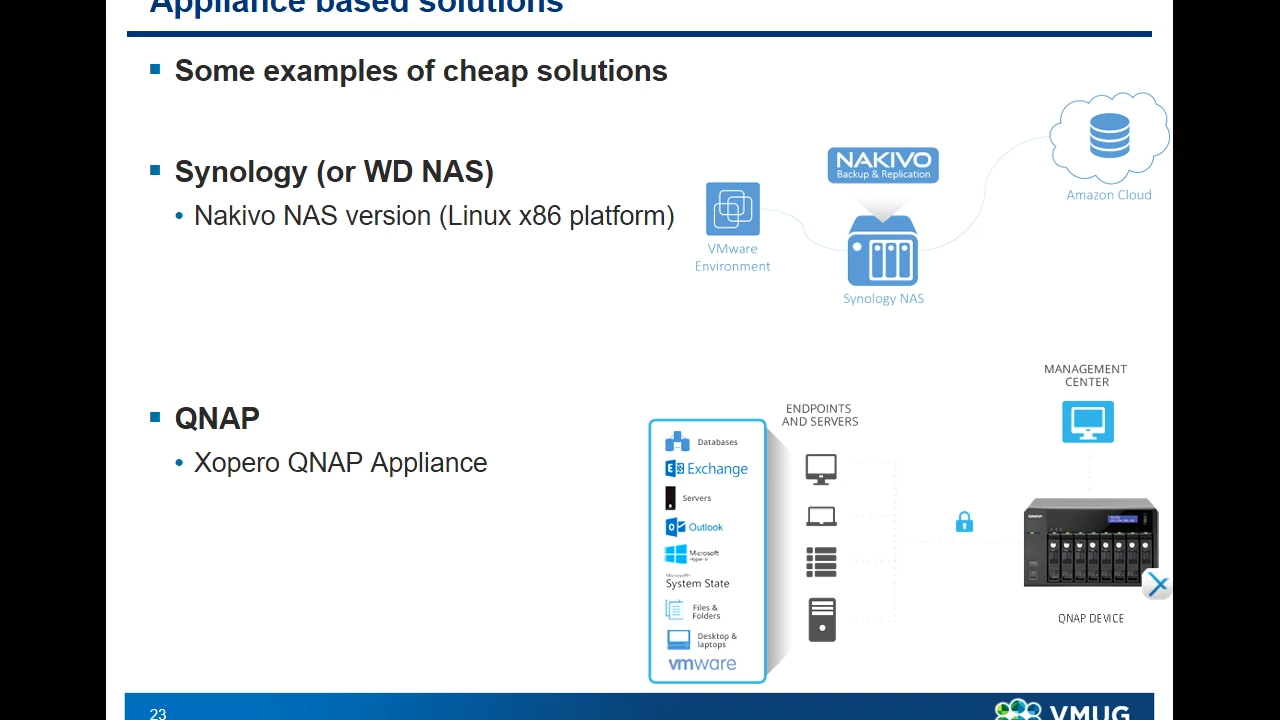 Appliance based solutions
Some examples of cheap solutions
Synology (or WD NAS)
• Nakivo NAS version (Linux x86 platform)
NAKIVO
Backup & Replication
VMware
Environment
Synology NAS
Amazon Cloud
QNAP
• Xopero QNAP Appliance
Databases
Exchange
Servers
Outlook
Microsoft
Hyper-V
Microsoft
System State
Files &
Folders
Desktop &
laptops
vmware
ENDPOINTS
AND SERVERS
MANAGEMENT
CENTER
QNAP DEVICE
23
VMUG